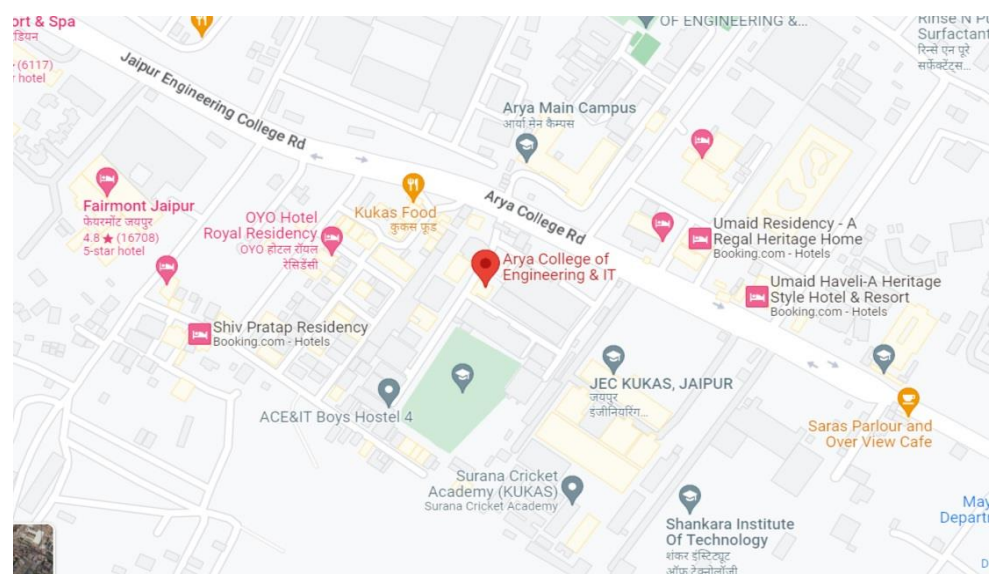 ort & Spa
डियन
(6117)
r hotel
OF ENGINEERING &...
Rinse N Pu
Surfactant
रिन्से एन पूरे
सर्फेक्टेंट्स...
Jaipur Engineering College Rd
Arya Main Campus
आर्या मेन कैम्पस
Fairmont Jaipur
फेयरमोंट जयपुर
4.8★ (16708)
5-star hotel
OYO Hotel
Royal Residency
OYO होटल रॉयल
रेसिडेंसी
Kukas Food
कुकस फ़ूड
Arya College Rd
Arya College of
Engineering & IT
Umaid Residency - A
Regal Heritage Home
Booking.com - Hotels
Umaid Haveli-A Heritage
Style Hotel & Resort
Booking.com - Hotels
Shiv Pratap Residency
Booking.com - Hotels
ACE&IT Boys Hostel 4
JEC KUKAS, JAIPUR
जयपुर
इंजीनियरिंग...
Saras Parlour and
Over View Cafe
Surana Cricket
Academy (KUKAS)
Surana Cricket Academy
Shankara Institute
Of Technology
शंकर इंस्टिट्यूट
ऑफ़ टेक्नोलॉजी
May
Departm
D